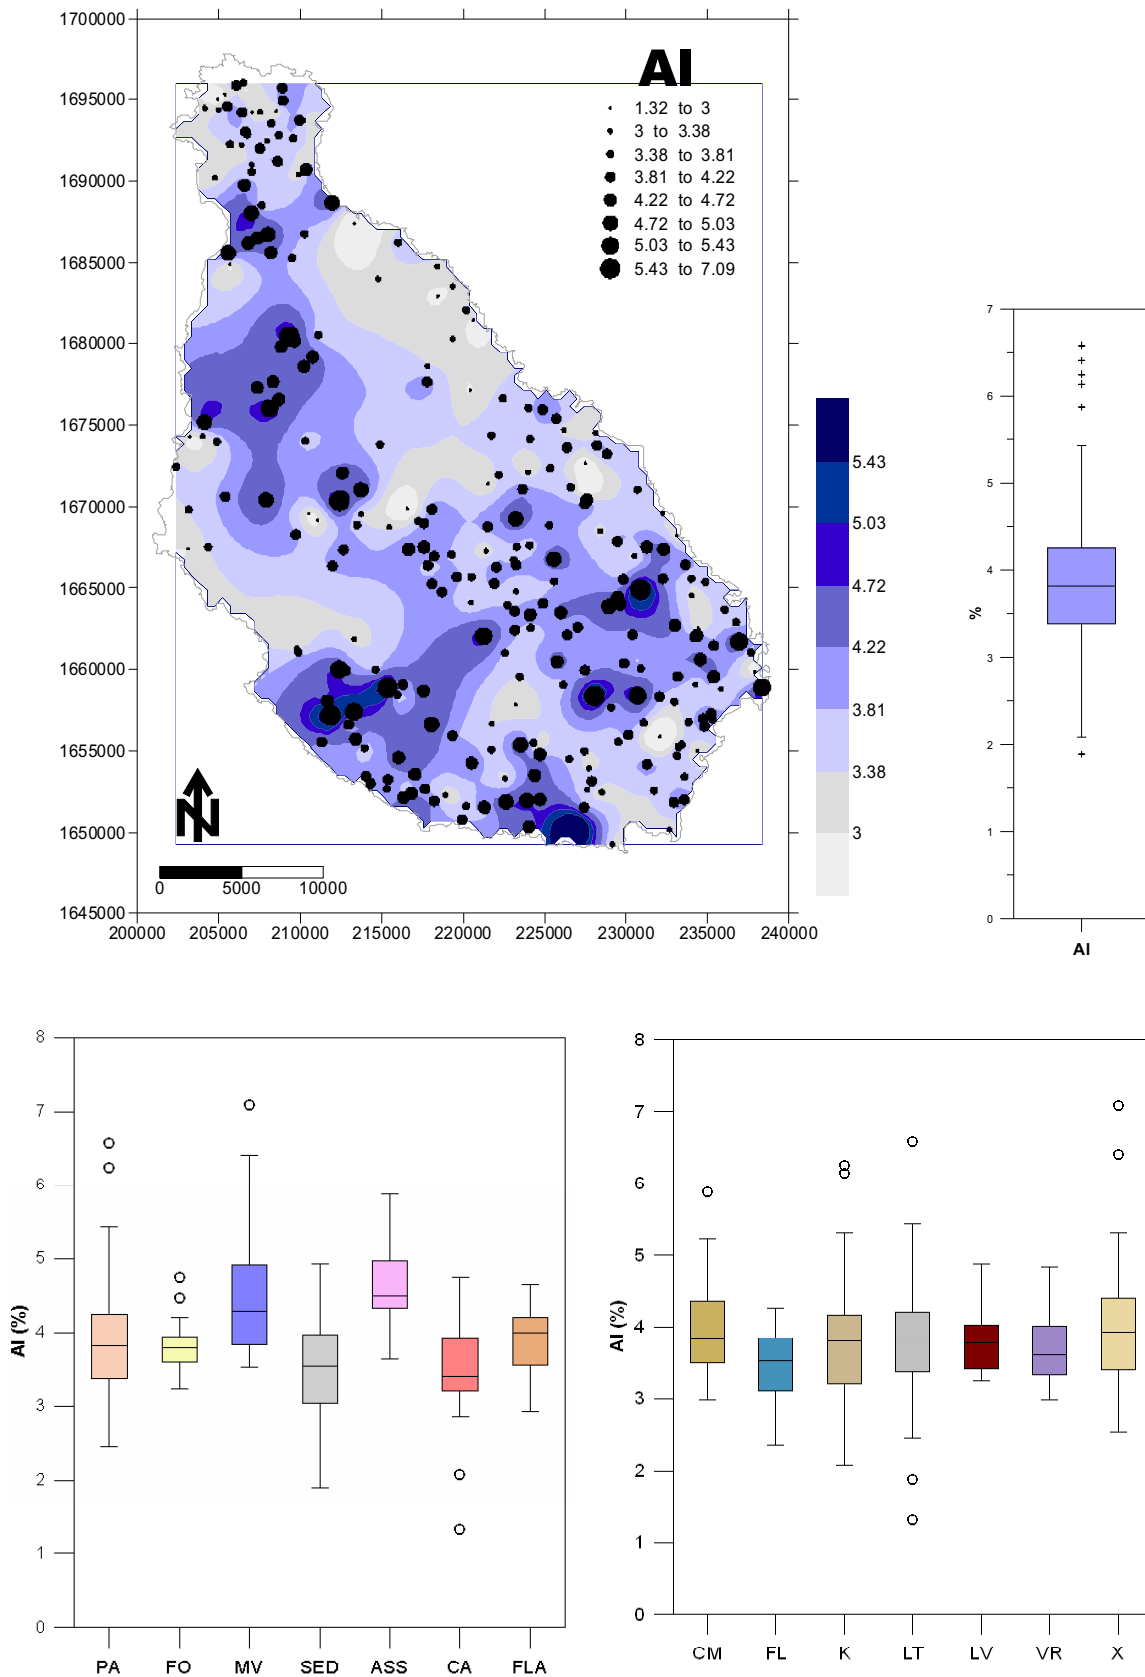 1700000
Al
1695000
1.32 to 3
3 to 3.38
3.38 to 3.81
3.81 to 4.22
4.22 to 4.72
4.72 to 5.03
5.03 to 5.43
5.43 to 7.09
1690000
1685000
1680000
1675000
1670000
1665000
1660000
1655000
1650000
1645000
N
0 5000 10000
200000 205000 210000 215000 220000 225000 230000 235000 240000
5.43
5.03
4.72
4.22
3.81
3.38
3
7
6
5
4
%
3
2
1
0
Al
8
7
6
5
4
Al (%)
3
2
1
0
PA FO MV SED ASS CA FLA
8
7
6
5
4
Al (%)
3
2
1
0
CM FL K LT LV VR X